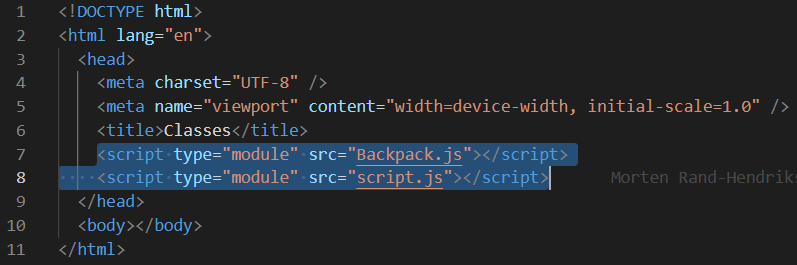 1 <!DOCTYPE html>
2 <html lang="en">
3 <head>
4 <meta charset="UTF-8" />
5 <meta name="viewport" content="width=device-width, initial-scale=1.0" />
6 <title>Classes</title>
7 <script type="module" src="Backpack.js"></script>
8 <script type="module" src="script.js"></script> Morten Rand-Hendriks
9 </head>
10 <body></body>
11 </html>